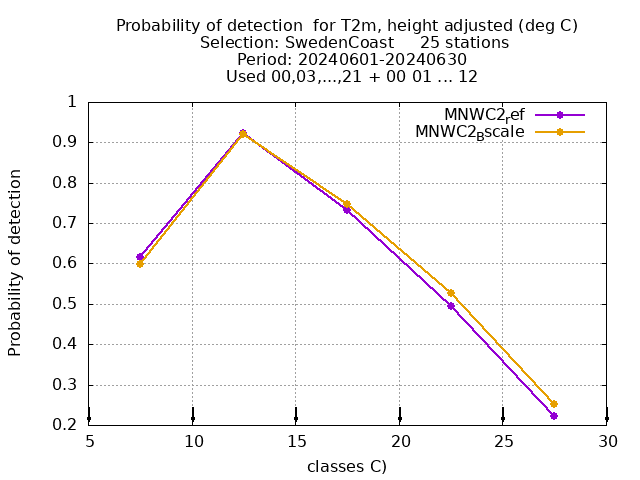 Probability of detection  for T2m, height adjusted (deg C)
Selection: SwedenCoast     25 stations
Period: 20240601-20240630
Used 00,03,...,21 + 00 01 ... 12
MNWC2ref
MNWC2Bscale
Probability of detection
1
0.9
0.8
0.7
0.6
0.5
0.4
0.3
0.2
5 10 15 20 25 30
classes C)